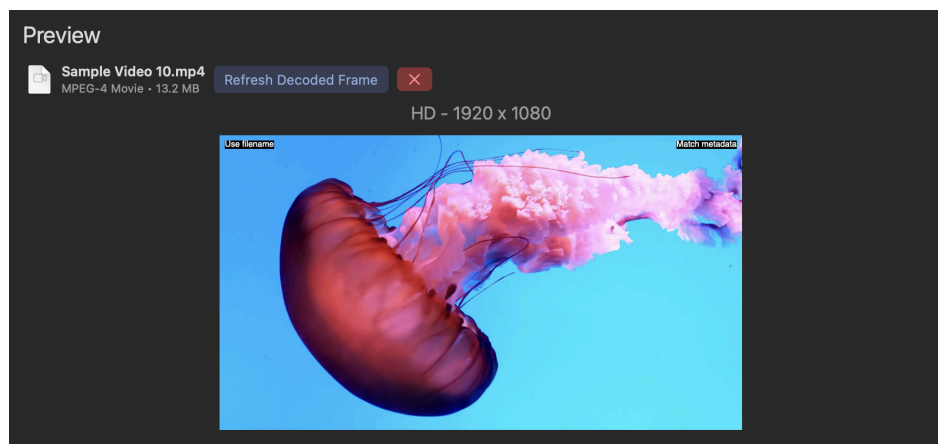 Preview
Sample Video 10.mp4
MPEG-4 Movie • 13.2 MB
Refresh Decoded Frame
HD - 1920 x 1080
Use filename
Match metadata